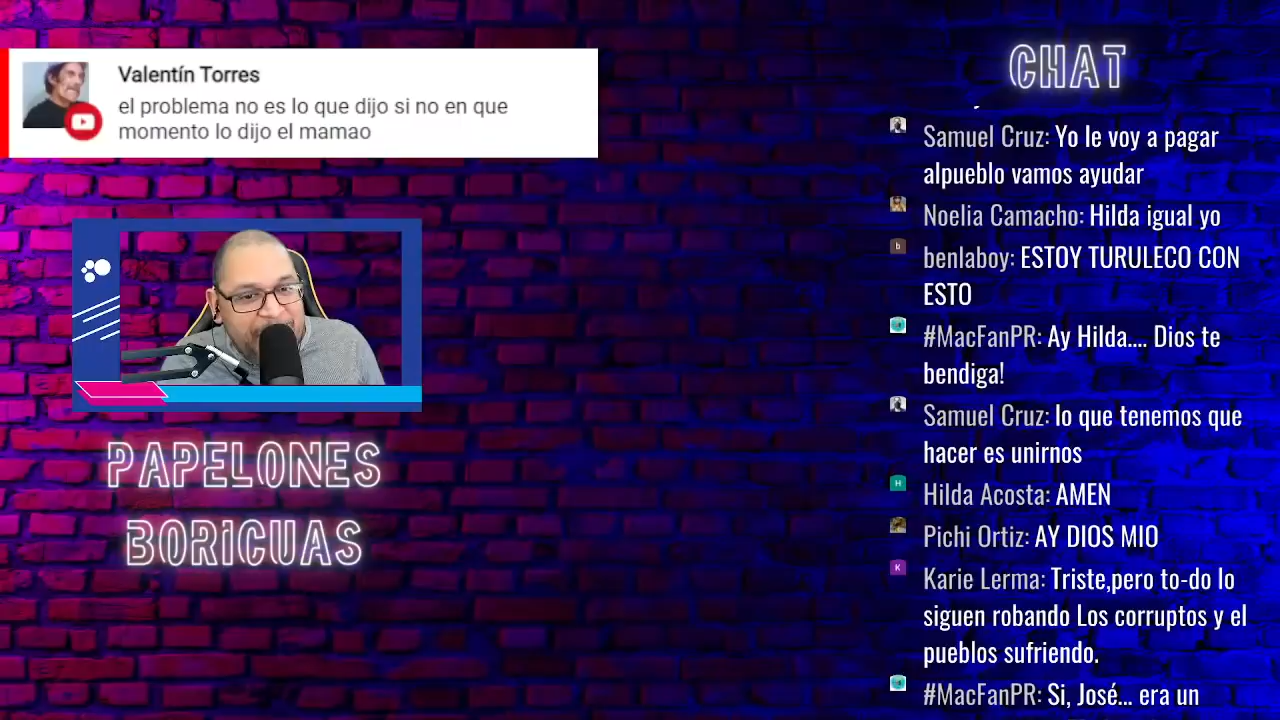 Valentín Torres
el problema no es lo que dijo si no en que
momento lo dijo el mamao
PAPELONES
BORICUAS
CHAT
Samuel Cruz: Yo le voy a pagar
alpueblo vamos ayudar
Noelia Camacho: Hilda igual yo
b
benlaboy: ESTOY TURULECO CON
ESTO
#MacFanPR: Ay Hilda.... Dios te
bendiga!
Samuel Cruz: lo que tenemos que
hacer es unirnos
H
Hilda Acosta: AMEN
Pichi Ortiz: AY DIOS MIO
K
Karie Lerma: Triste,pero to-do lo
siguen robando Los corruptos y el
pueblos sufriendo.
#MacFanPR: Si, José... era un